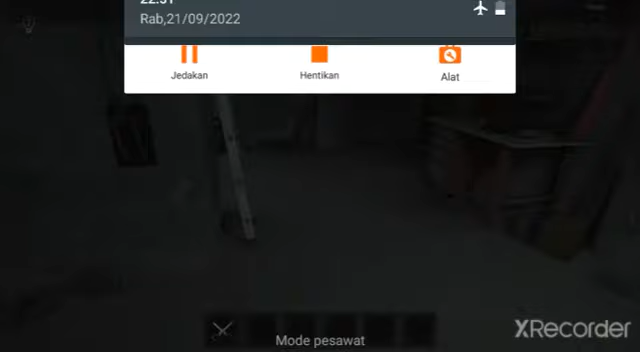 Rab,21/09/2022
Jedakan
Hentikan
Alat
Mode pesawat
XRecorder